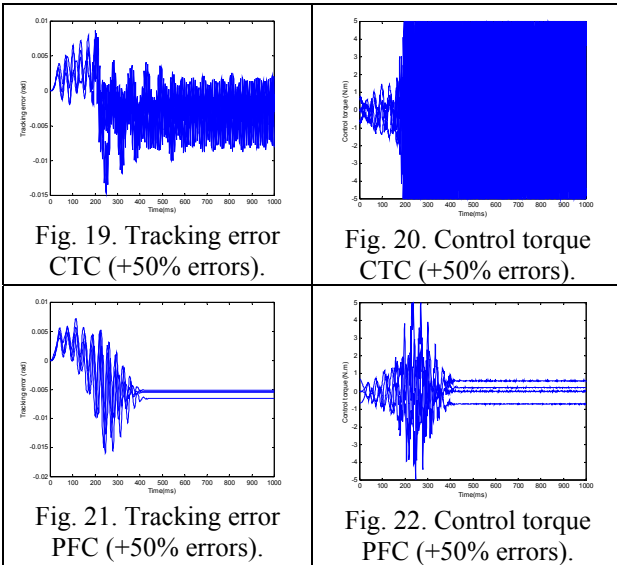 0.01
0.005
0
-0.005
-0.01
-0.015
0 100 200 300 400 500 600 700 800 900 1000
Time(ms)
Tracking error (rad)
Fig. 19. Tracking error
CTC (+50% errors).
5
4
3
2
1
0
-1
-2
-3
-4
-5
0 100 200 300 400 500 600 700 800 900 1000
Time(ms)
Control torque (N.m)
Fig. 20. Control torque
CTC (+50% errors).
0.01
0.005
0
-0.005
-0.01
-0.015
-0.02
0 100 200 300 400 500 600 700 800 900 1000
Time(ms)
Tracking error (rad)
Fig. 21. Tracking error
PFC (+50% errors).
5
4
3
2
1
0
-1
-2
-3
-4
-5
0 100 200 300 400 500 600 700 800 900 1000
Time(ms)
Control torque (N.m)
Fig. 22. Control torque
PFC (+50% errors).